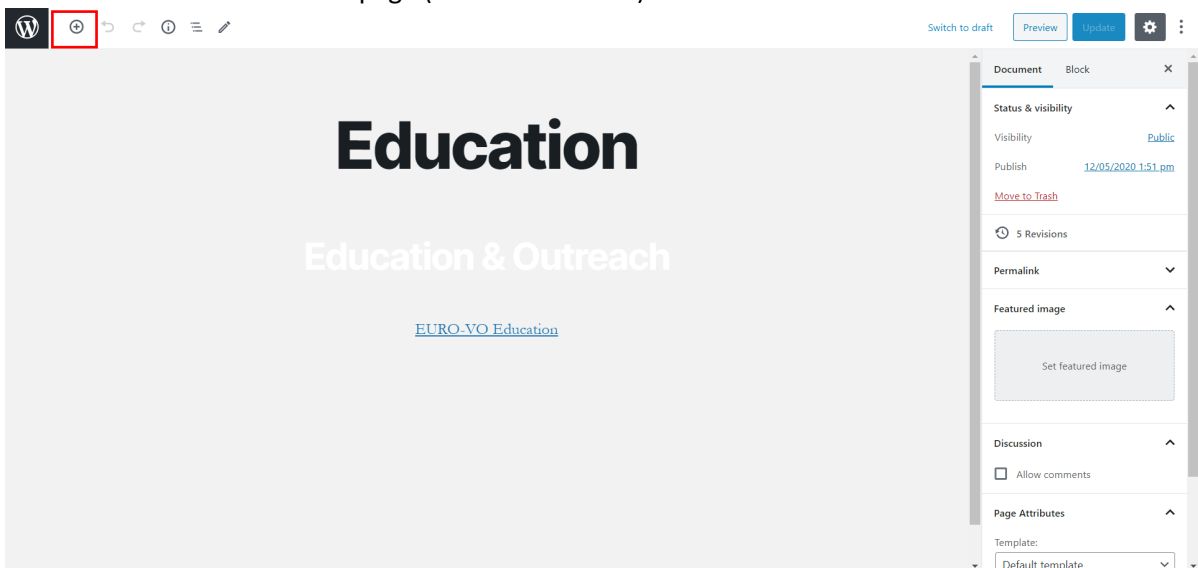 Switch to draft Preview Update
Document Block
Status & visibility
Visibility Public
Publish 12/05/2020 1:51 pm
Move to Trash
5 Revisions
Permalink
Featured image
Set featured image
Discussion
Allow comments
Page Attributes
Template:
Default template
Education
Education & Outreach
EURO-VO Education